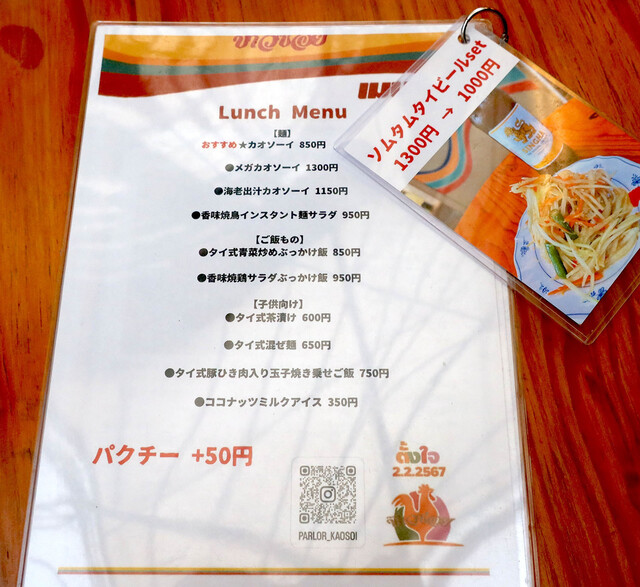 Lunch Menu
【麺】
おすすめ★カオソーイ 850円
●メガカオソーイ 1300円
●海老出汁カオソーイ 1150円
●香味焼鳥インスタント麺サラダ 950円
【ご飯もの】
●タイ式青菜炒めぶっかけ飯 850円
●香味焼鶏サラダぶっかけ飯 950円
【子供向け】
●タイ式茶漬け 600円
●タイ式混ぜ麺 650円
●タイ式豚ひき肉入り玉子焼き乗せご飯 750円
●ココナッツミルクアイス 350円
パクチー +50円
PARLOR_KAOSOI
ตั้งใจ
2.2.2567
ソムタムタイビールset
1300円 → 1000円